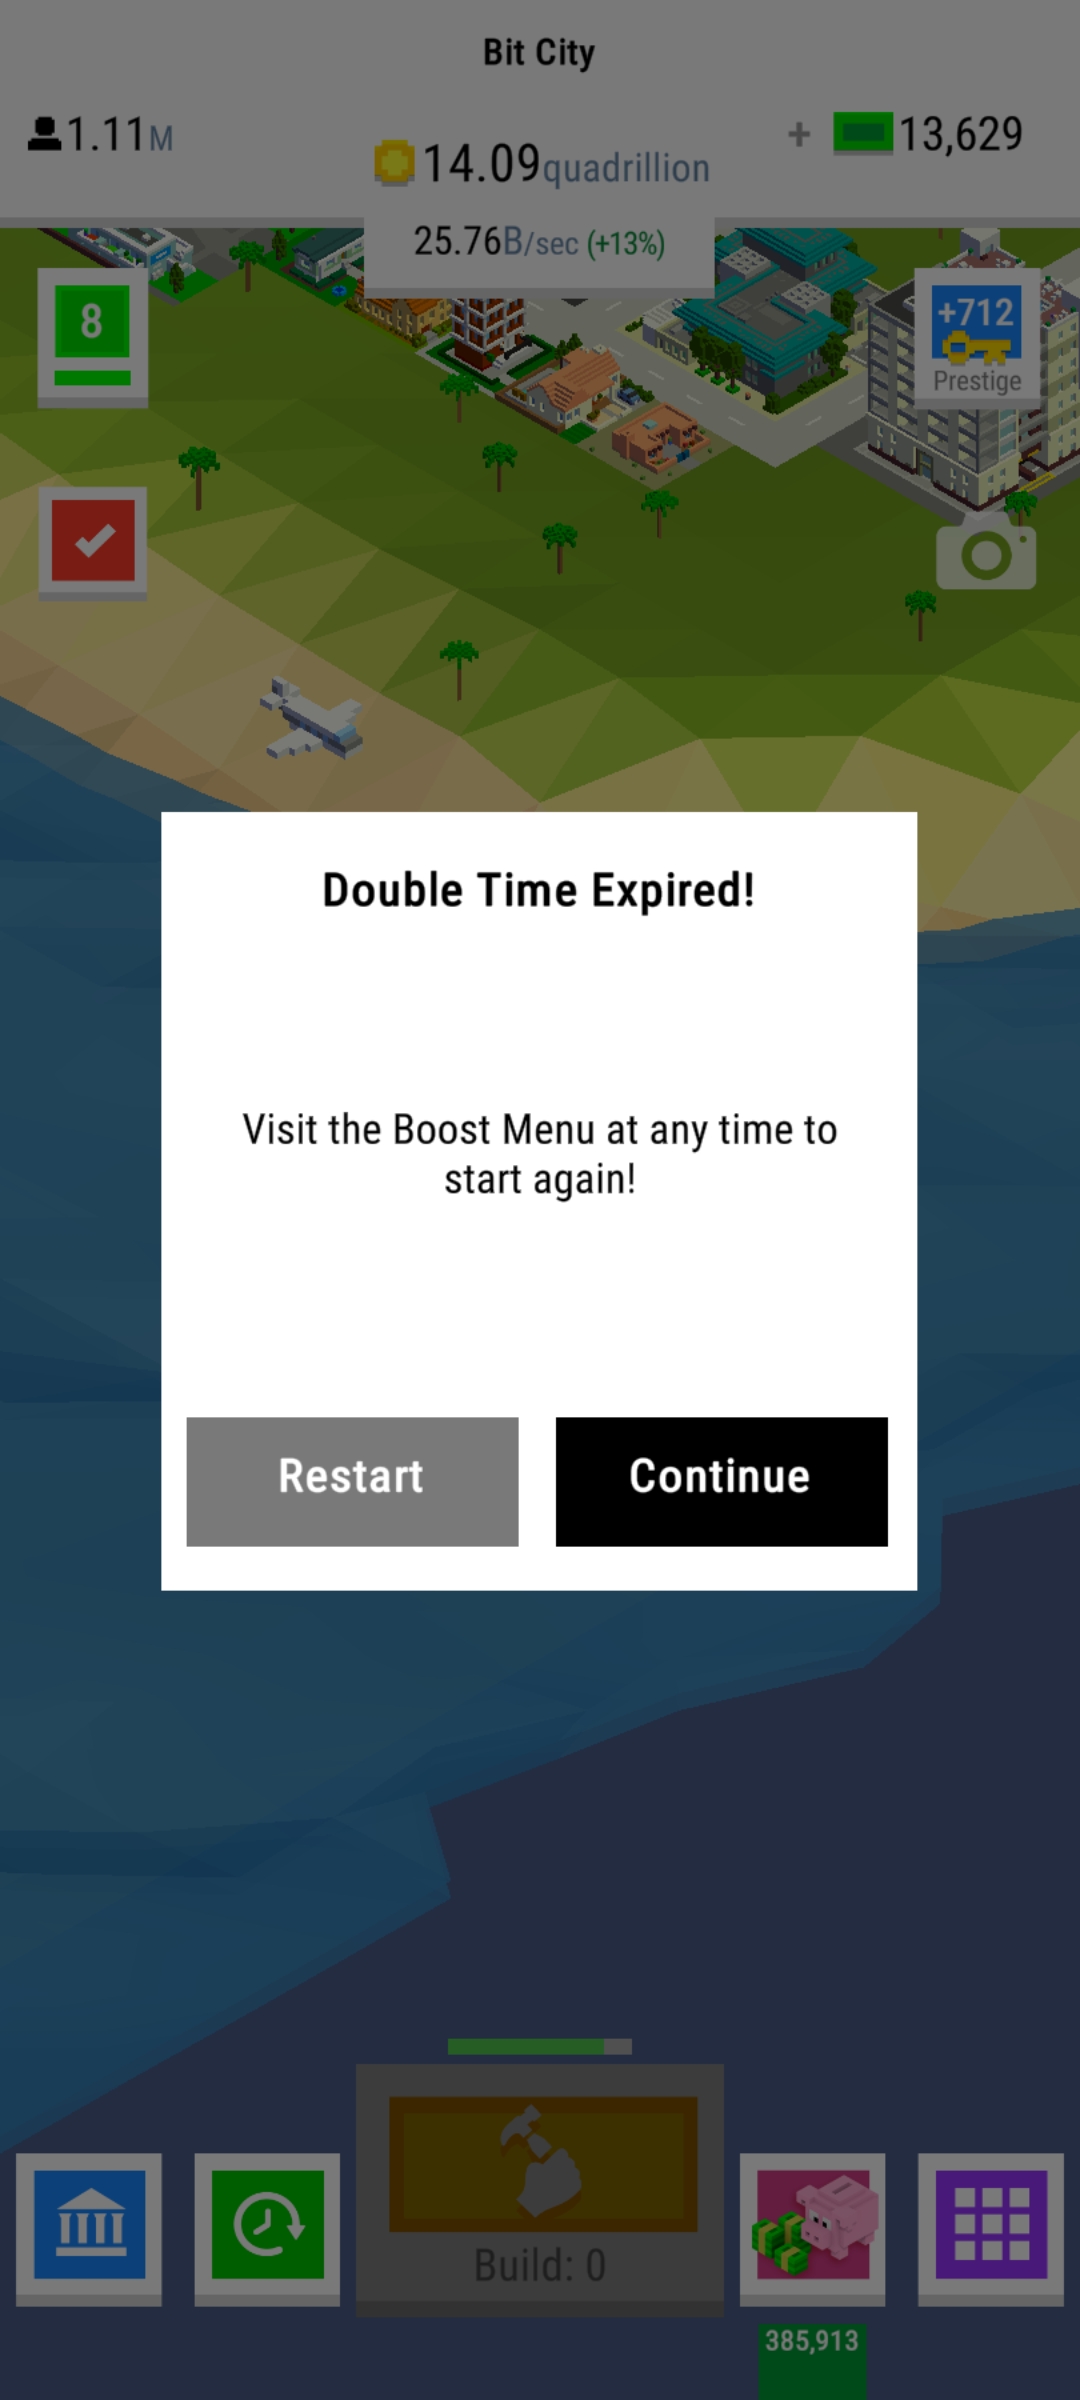 Bit City
1.11M
14.09quadrillion
+ 13,629
25.76B/sec (+13%)
8
+712
Prestige
Double Time Expired!
Visit the Boost Menu at any time to
start again!
Restart
Continue
Build: 0
385,913